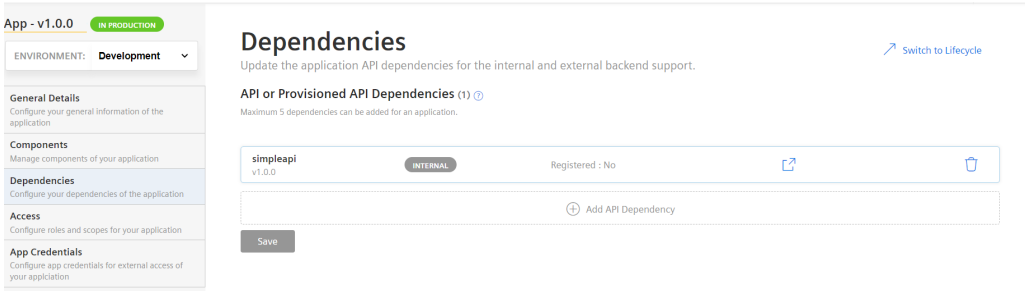 App - v1.0.0
IN PRODUCTION
ENVIRONMENT: Development
General Details
Configure your general information of the
application
Components
Manage components of your application
Dependencies
Configure your dependencies of the application
Access
Configure roles and scopes for your application
App Credentials
Configure app credentials for external access of
your applciation
Dependencies
Switch to Lifecycle
Update the application API dependencies for the internal and external backend support.
API or Provisioned API Dependencies (1) ?
Maximum 5 dependencies can be added for an application.
simpleapi
v1.0.0
INTERNAL
Registered : No
Add API Dependency
Save